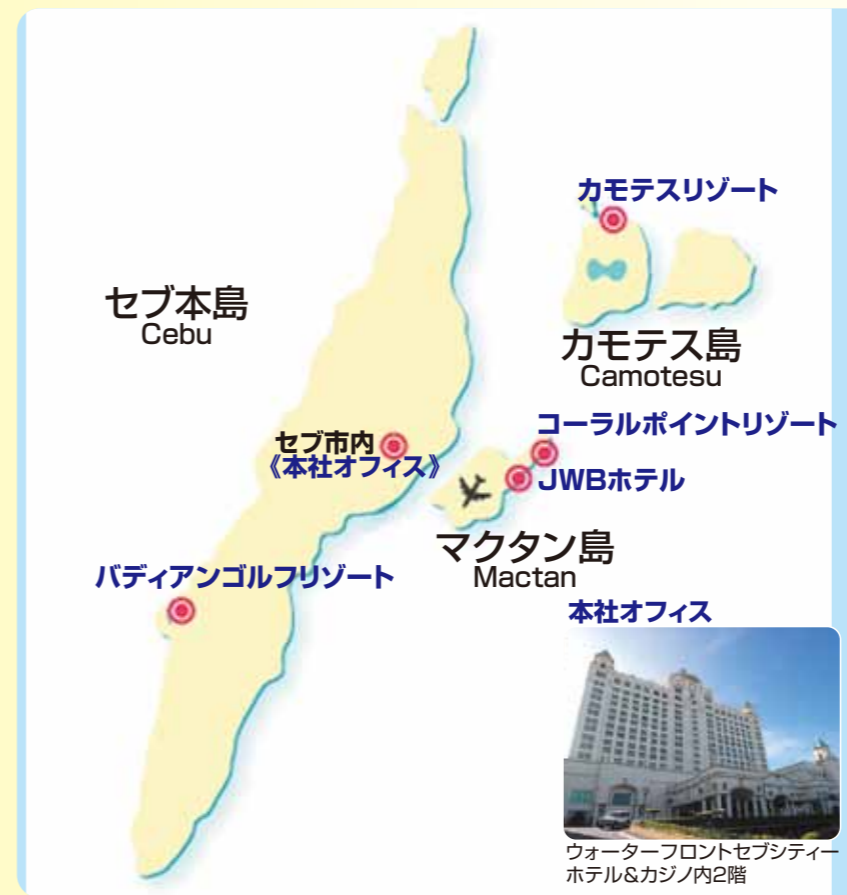 カモテスリゾート
セブ本島
Cebu
カモテス島
Camotesu
コーラルポイントリゾート
セブ市内
《本社オフィス》
JWBホテル
マクタン島
Mactan
バディアンゴルフリゾート
本社オフィス
ウォーターフロントセブシティー
ホテル&カジノ内2階